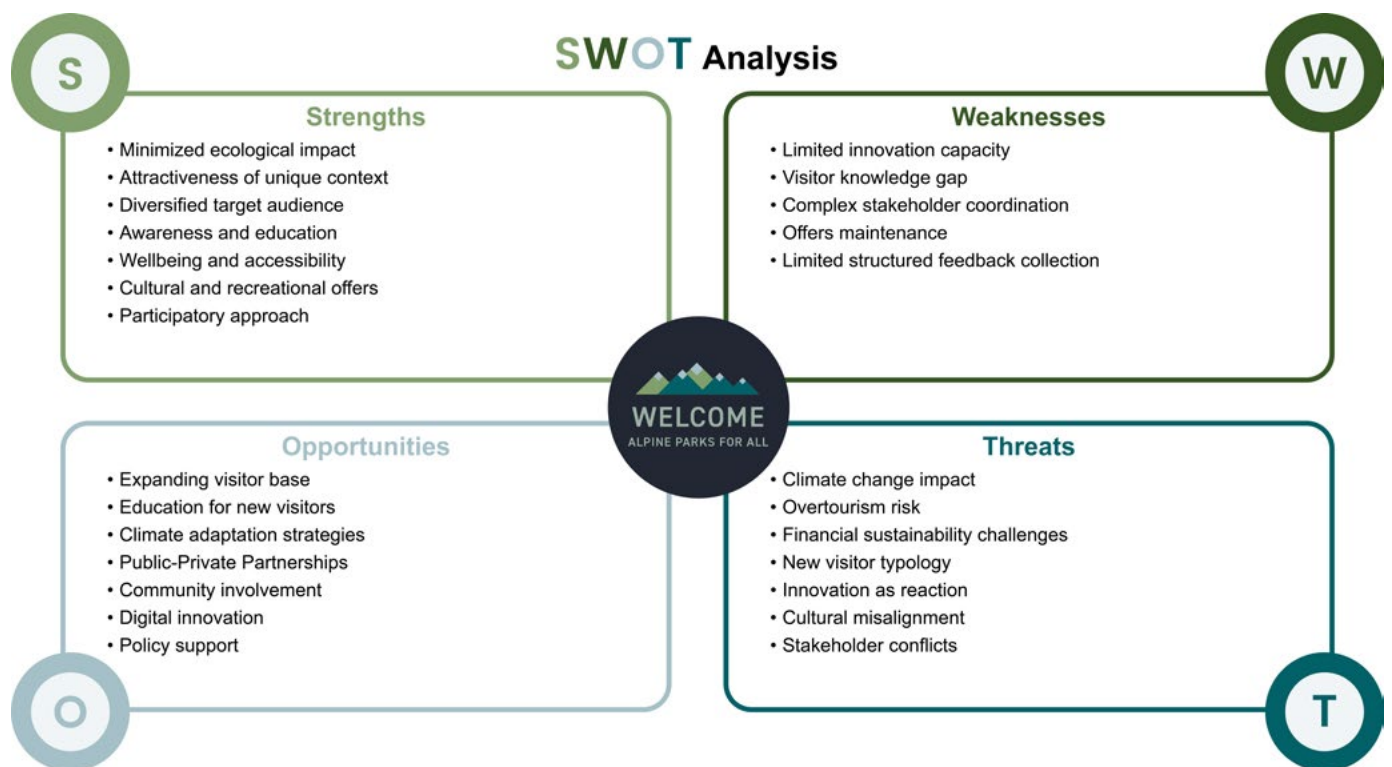 S
W
SWOT Analysis
Strengths
• Minimized ecological impact
• Attractiveness of unique context
• Diversified target audience
• Awareness and education
• Wellbeing and accessibility
• Cultural and recreational offers
• Participatory approach
Weaknesses
• Limited innovation capacity
• Visitor knowledge gap
• Complex stakeholder coordination
• Offers maintenance
• Limited structured feedback collection
WELCOME
ALPINE PARKS FOR ALL
Opportunities
• Expanding visitor base
• Education for new visitors
• Climate adaptation strategies
• Public-Private Partnerships
• Community involvement
• Digital innovation
• Policy support
Threats
• Climate change impact
• Overtourism risk
• Financial sustainability challenges
• New visitor typology
• Innovation as reaction
• Cultural misalignment
• Stakeholder conflicts
O
T